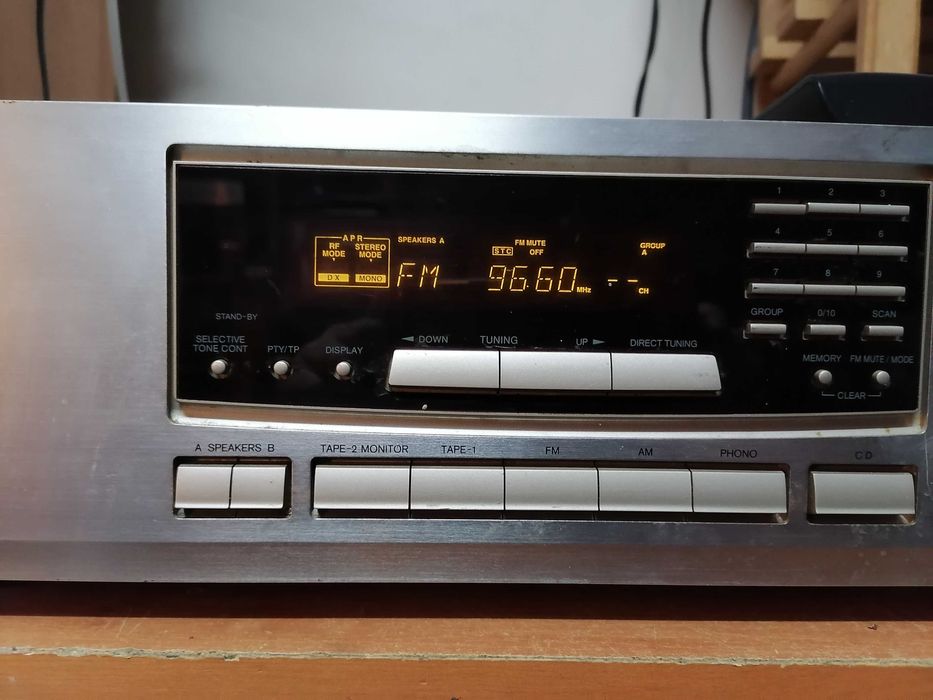 1 2 3
4 5 6
7 8 9
GROUP 0/10 SCAN
MEMORY FM MUTE/MODE
CLEAR
APR
RF MODE STEREO MODE
DX MONO
SPEAKERS A
FM MUTE
STC OFF
GROUP
A
FM 96.60 MHz -- CH
STAND-BY
SELECTIVE
TONE CONT PTY/TP DISPLAY
◄ DOWN TUNING UP ► DIRECT TUNING
A SPEAKERS B
TAPE-2 MONITOR TAPE-1 FM AM PHONO CD